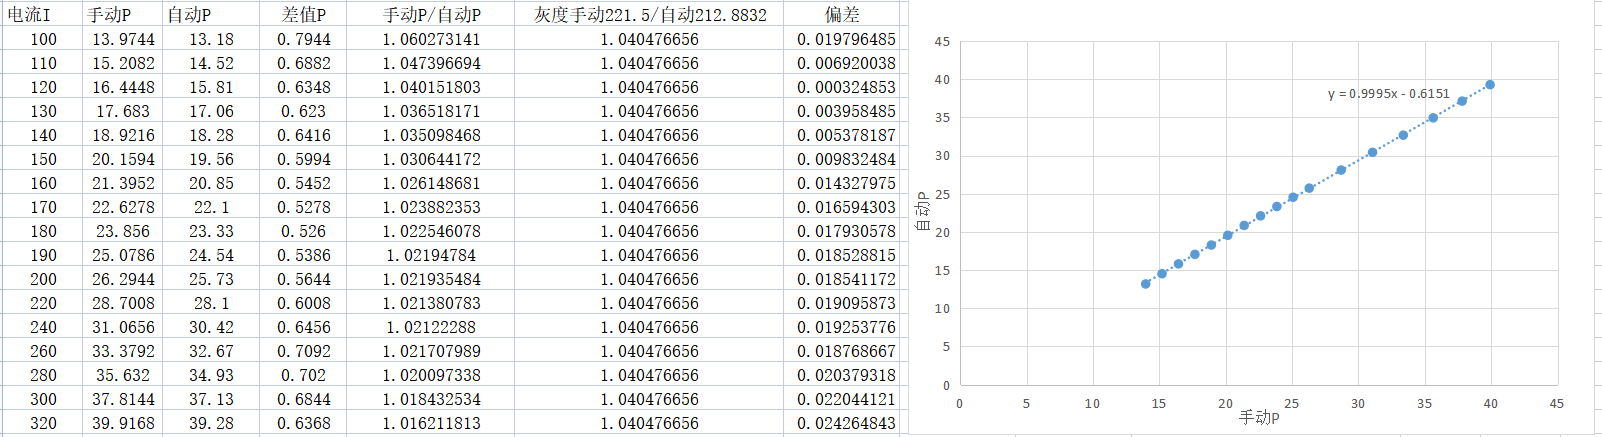 电流I 手动P 自动P 差值P 手动P/自动P 灰度手动221.5/自动212.8832 偏差
100 13.9744 13.18 0.7944 1.060273141 1.040476656 0.019796485
110 15.2082 14.52 0.6882 1.047396694 1.040476656 0.006920038
120 16.4448 15.81 0.6348 1.040151803 1.040476656 0.000324853
130 17.683 17.06 0.623 1.036518171 1.040476656 0.003958485
140 18.9216 18.28 0.6416 1.035098468 1.040476656 0.005378187
150 20.1594 19.56 0.5994 1.030644172 1.040476656 0.009832484
160 21.3952 20.85 0.5452 1.026148681 1.040476656 0.014327975
170 22.6278 22.1 0.5278 1.023882353 1.040476656 0.016594303
180 23.856 23.33 0.526 1.022546078 1.040476656 0.017930578
190 25.0786 24.54 0.5386 1.02194784 1.040476656 0.018528815
200 26.2944 25.73 0.5644 1.021935484 1.040476656 0.018541172
220 28.7008 28.1 0.6008 1.021380783 1.040476656 0.019095873
240 31.0656 30.42 0.6456 1.02122288 1.040476656 0.019253776
260 33.3792 32.67 0.7092 1.021707989 1.040476656 0.018768667
280 35.632 34.93 0.702 1.020097338 1.040476656 0.020379318
300 37.8144 37.13 0.6844 1.018432534 1.040476656 0.022044121
320 39.9168 39.28 0.6368 1.016211813 1.040476656 0.024264843
45
40
35
30
25
20
15
10
5
0
自动P
y = 0.9995x - 0.6151
0 5 10 15 20 25 30 35 40 45
手动P